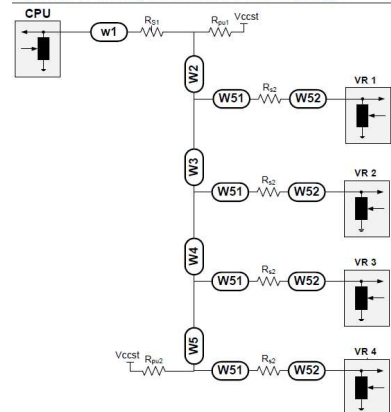 CPU
w1
RS1
Rpu1
Vccst
W2
W51
Rs2
W52
VR 1
W3
W51
Rs2
W52
VR 2
W4
W51
Rs2
W52
VR 3
W5
Vccst
Rpu2
W51
Rs2
W52
VR 4